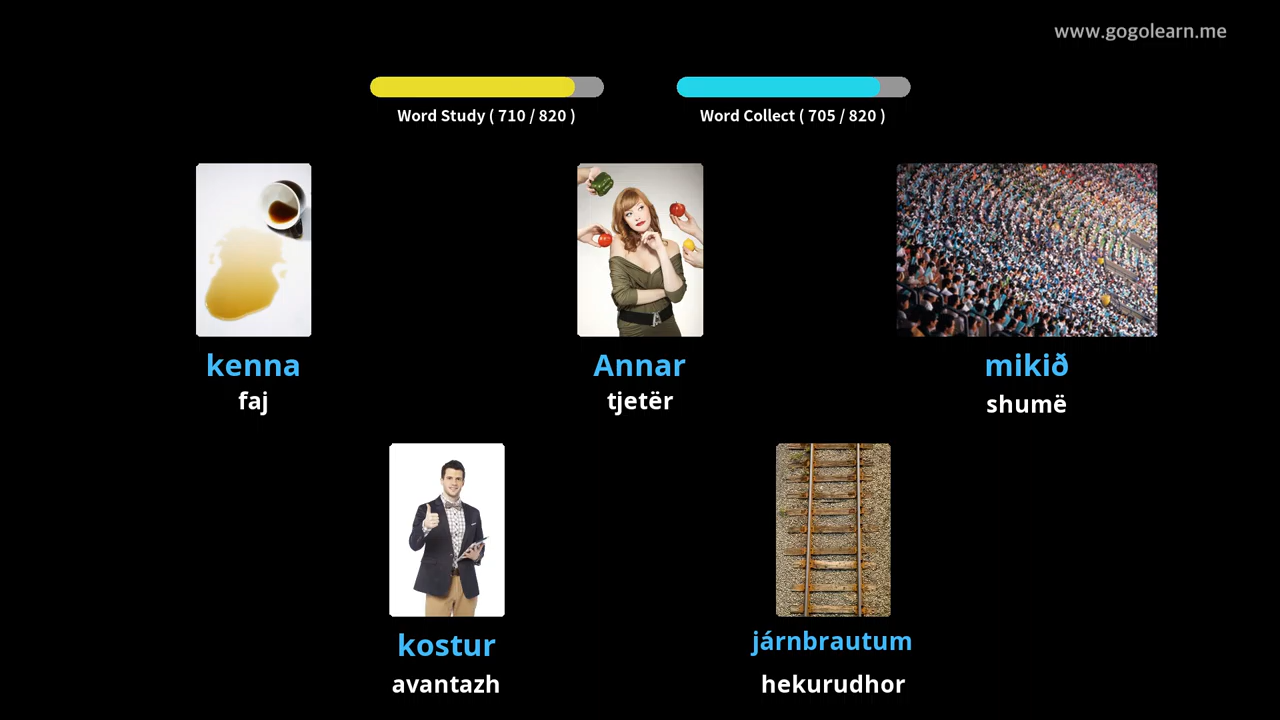 www.gogolearn.me
Word Study ( 710 / 820 )
Word Collect ( 705 / 820 )
kenna
faj
Annar
tjetër
mikið
shumë
kostur
avantazh
járnbrautum
hekurudhor